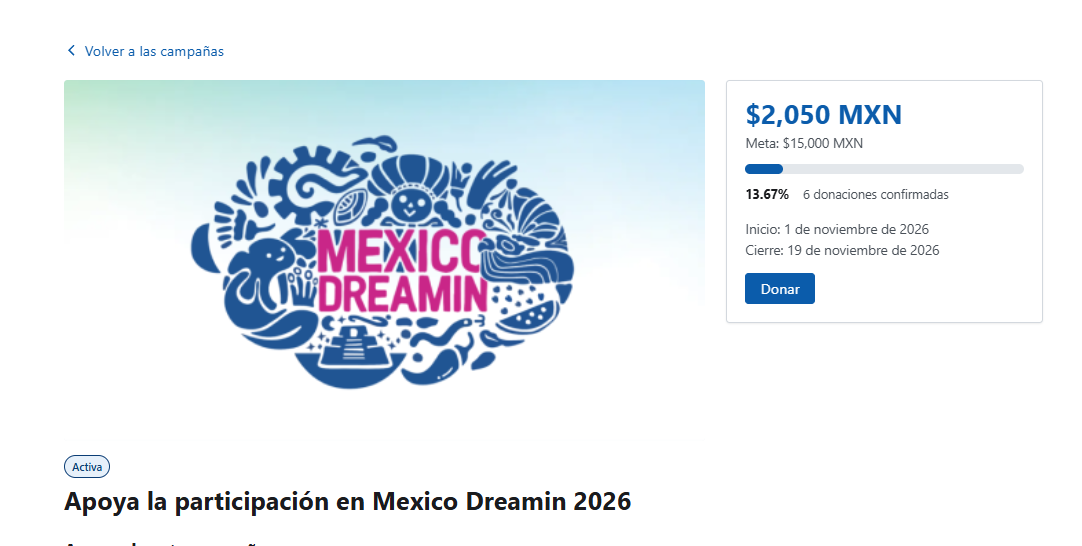 Volver a las campañas
MEXICO
DREAMIN
$2,050 MXN
Meta: $15,000 MXN
13.67% 6 donaciones confirmadas
Inicio: 1 de noviembre de 2026
Cierre: 19 de noviembre de 2026
Donar
Activa
Apoya la participación en Mexico Dreamin 2026